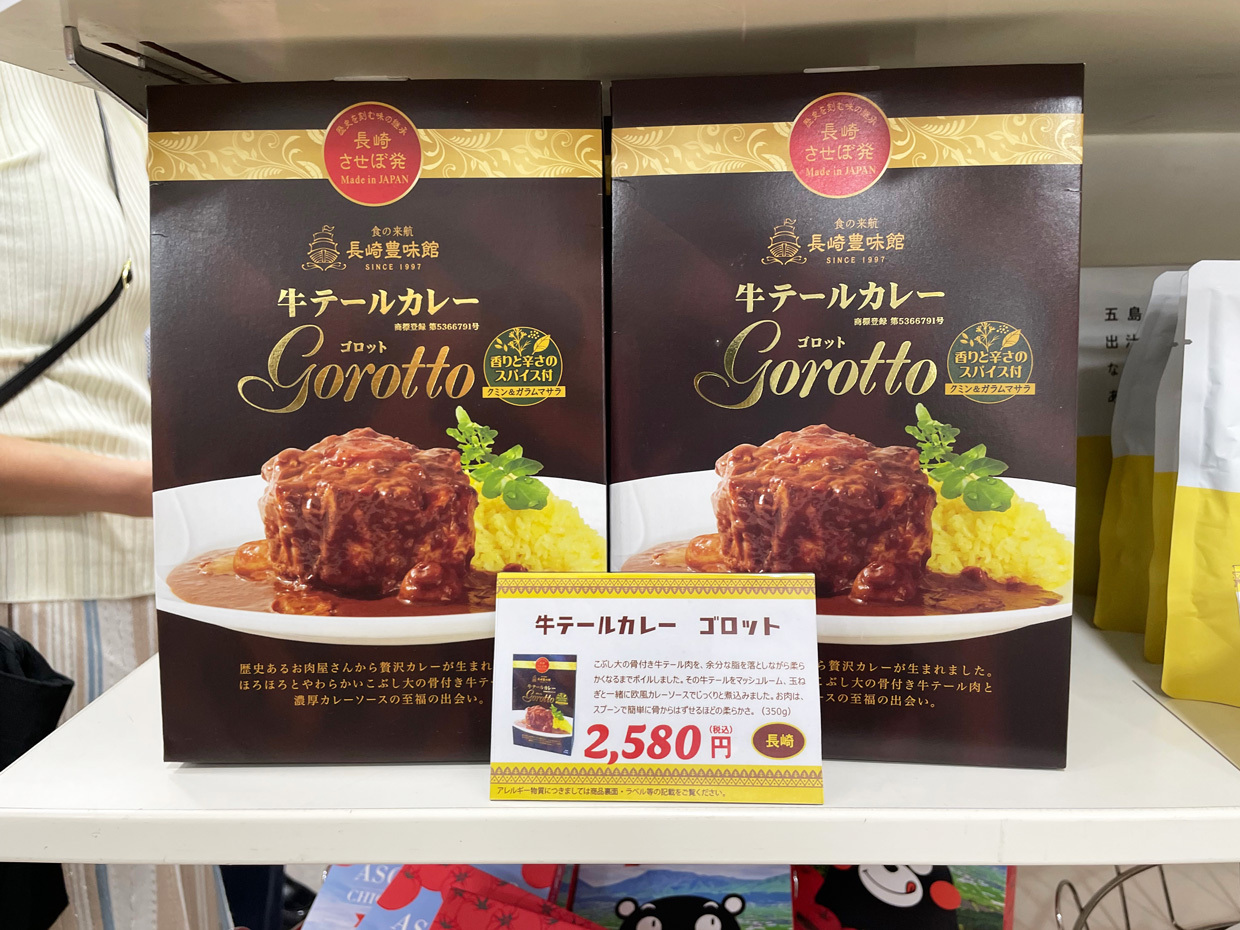 歴史を刻む味の継承
長崎
させぼ発
Made in JAPAN
食の来航
長崎豊味館
SINCE 1997
牛テールカレー
商標登録 第5366791号
ゴロット
Gorotto
香りと辛さの
スパイス付
クミン&ガラムマサラ
歴史あるお肉屋さんから贅沢カレーが生まれ
ほろほろとやわらかいこぶし大の骨付き牛テー
濃厚カレーソースの至福の出会い。
歴史を刻む味の継承
長崎
させぼ発
Made in JAPAN
食の来航
長崎豊味館
SINCE 1997
牛テールカレー
商標登録 第5366791号
ゴロット
Gorotto
香りと辛さの
スパイス付
クミン&ガラムマサラ
ら贅沢カレーが生まれました。
こぶし大の骨付き牛テール肉と
スの至福の出会い。
牛テールカレー ゴロット
こぶし大の骨付き牛テール肉を、余分な脂を落としながら柔ら
かくなるまでボイルしました。その牛テールをマッシュルーム、玉ね
ぎと一緒に欧風カレーソースでじっくりと煮込みました。お肉は、
スプーンで簡単に骨からはずせるほどの柔らかさ。(350g)
牛テールカレー
Gorotto
2,580円
(税込)
長崎
アレルギー物質につきましては商品裏面・ラベル等の記載をご覧ください。
五島
出汁
な
あ
ASO
CHI
AS